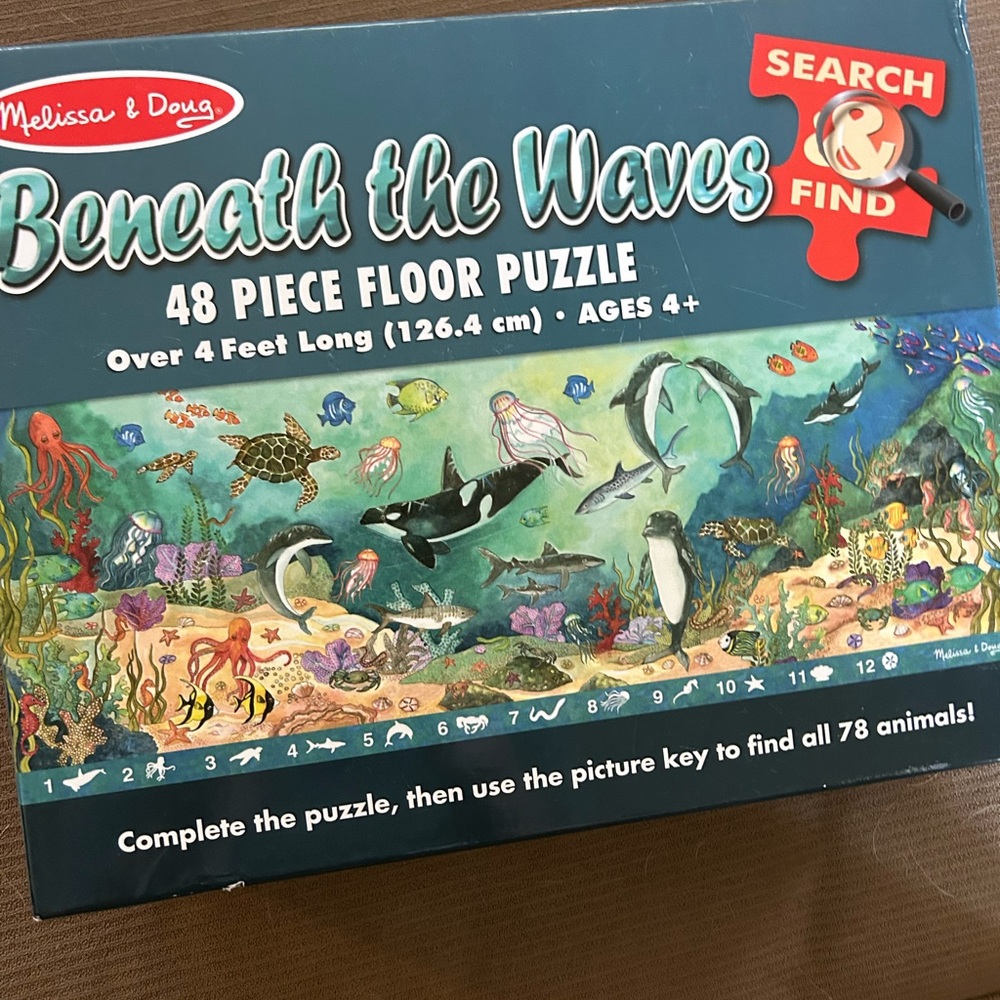 Melissa & Doug®
SEARCH
&
FIND
Beneath the Waves
48 PIECE FLOOR PUZZLE
Over 4 Feet Long (126.4 cm) • AGES 4+
Melissa & Doug
1 2 3 4 5 6 7 8 9 10 11 12
Complete the puzzle, then use the picture key to find all 78 animals!